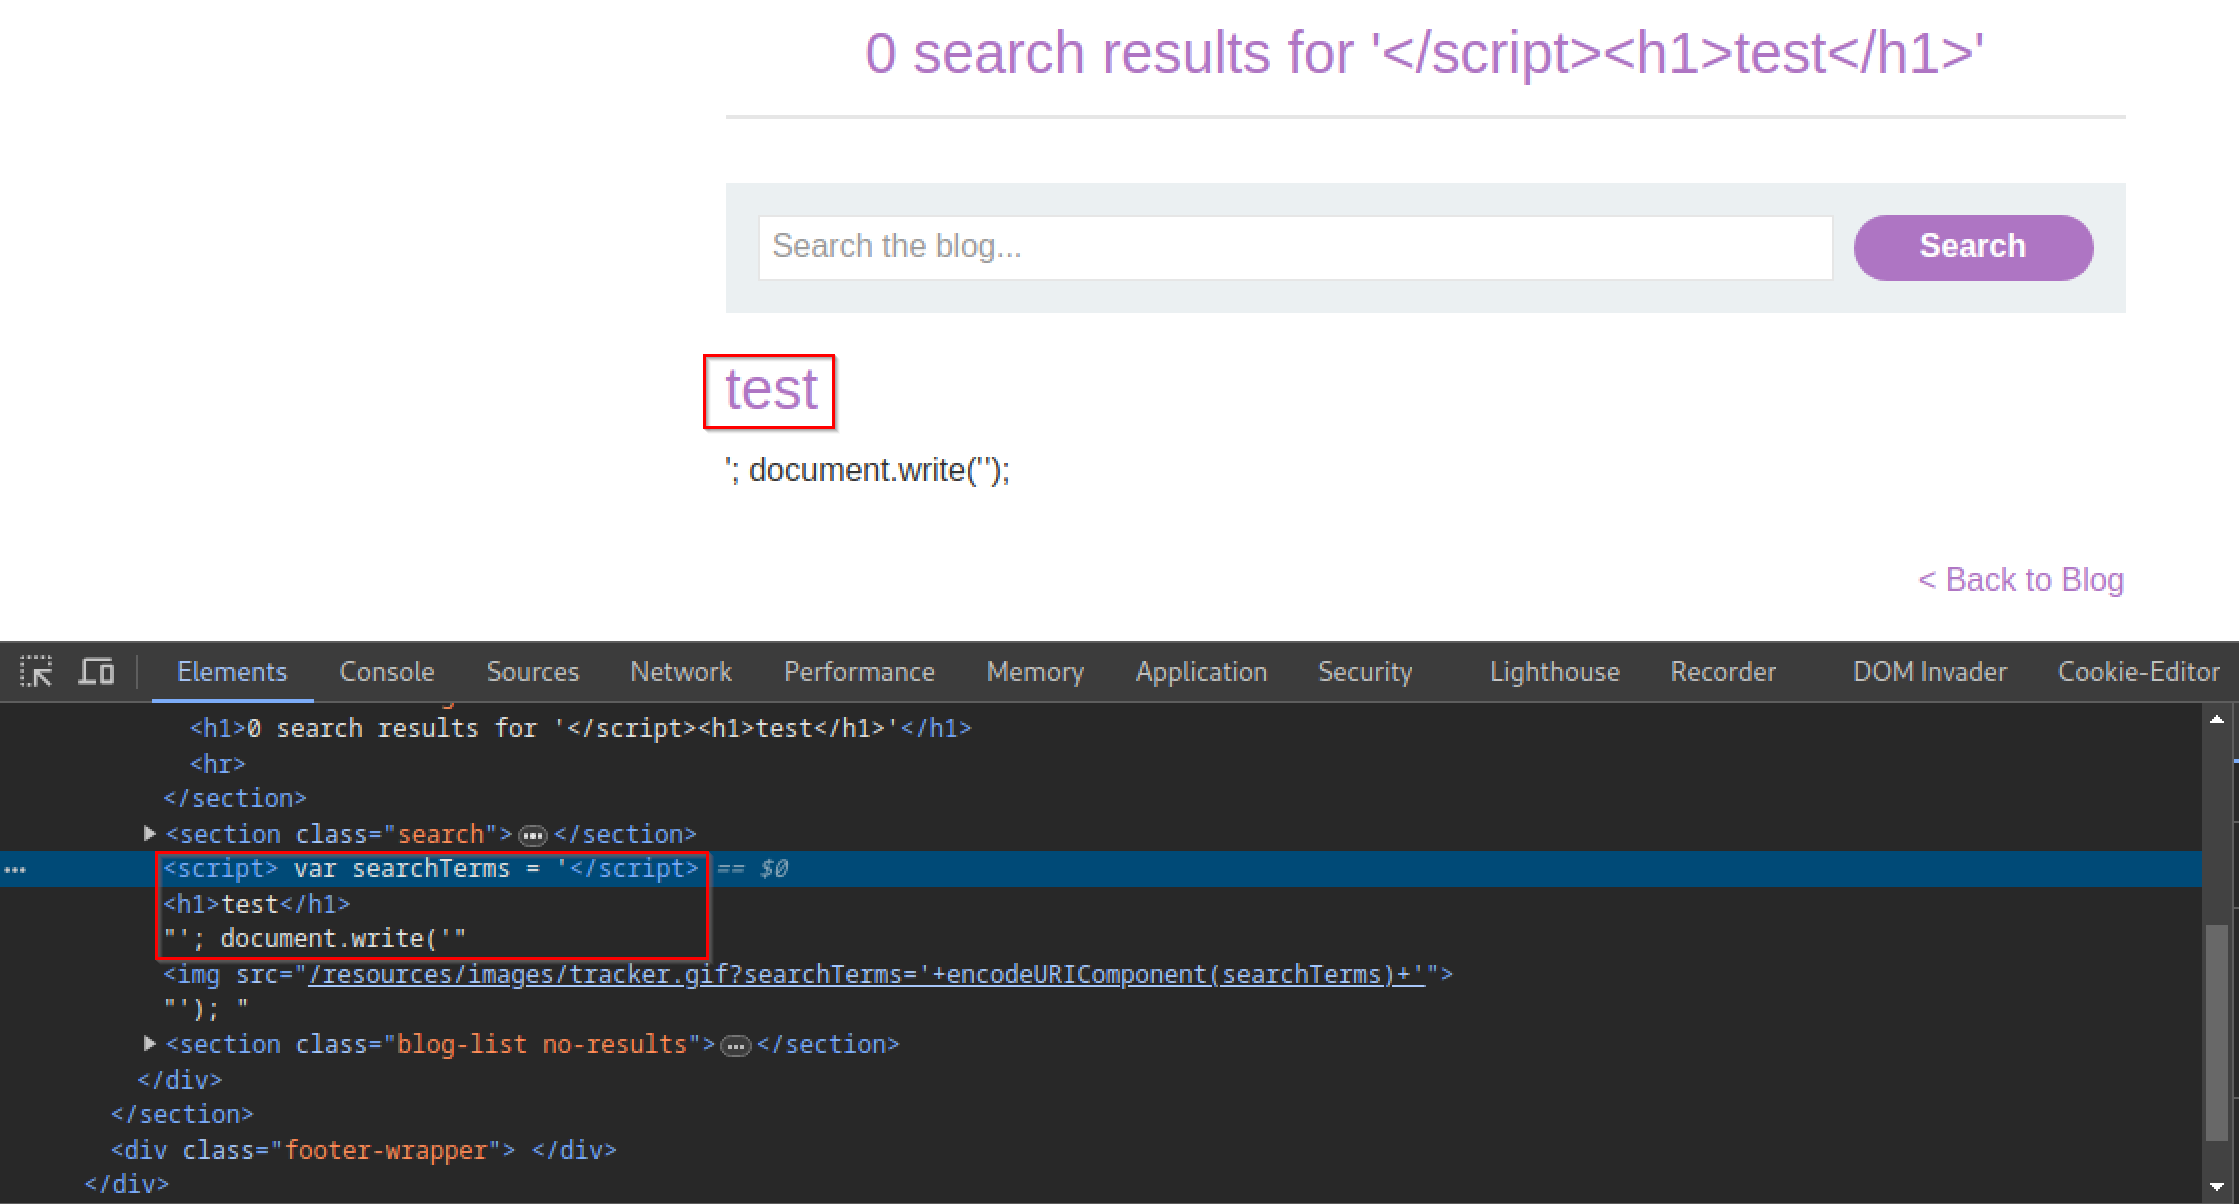 0 search results for '</script><h1>test</h1>'
Search the blog...
Search
test
'; document.write('');
< Back to Blog
Elements Console Sources Network Performance Memory Application Security Lighthouse Recorder DOM Invader Cookie-Editor
<h1>0 search results for '</script><h1>test</h1>'</h1>
<hr>
</section>
<section class="search">…</section>
<script> var searchTerms = '</script> == $0
<h1>test</h1>
"'; document.write('"
<img src="/resources/images/tracker.gif?searchTerms='+encodeURIComponent(searchTerms)+'">
"'); "
<section class="blog-list no-results">…</section>
</div>
</section>
<div class="footer-wrapper"> </div>
</div>